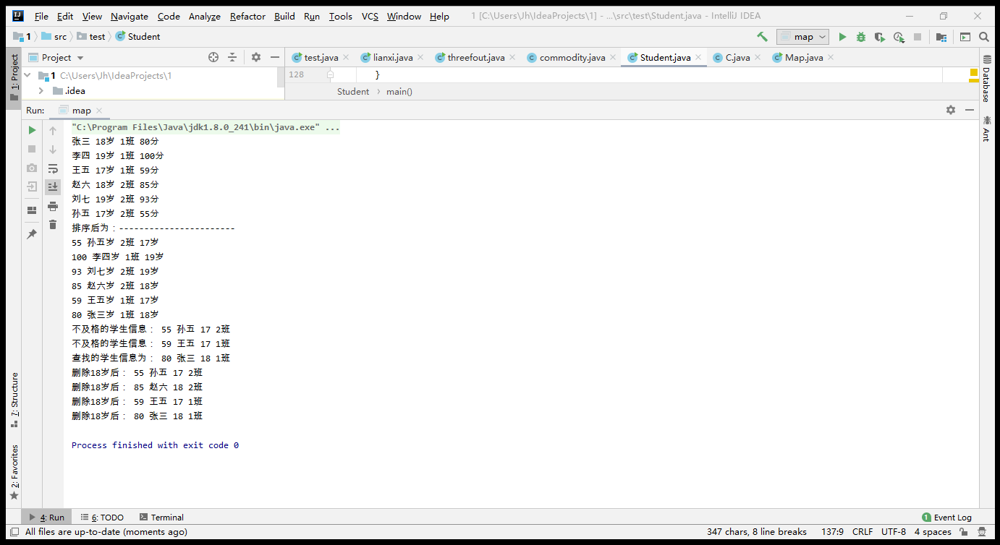 File Edit View Navigate Code Analyze Refactor Build Run Tools VCS Window Help 1 [C:\Users\Jh\IdeaProjects\1] - ...\src\test\Student.java - IntelliJ IDEA
1 src test Student map
1: Project
Project test.java lianxi.java threefout.java commodity.java Student.java C.java Map.java
1 C:\Users\Jh\IdeaProjects\1 128 }
.idea Student main()
Database
Ant
Run: map
"C:\Program Files\Java\jdk1.8.0_241\bin\java.exe" ...
张三 18岁 1班 80分
李四 19岁 1班 100分
王五 17岁 1班 59分
赵六 18岁 2班 85分
刘七 19岁 2班 93分
孙五 17岁 2班 55分
排序后为：-----------------------
55 孙五岁 2班 17岁
100 李四岁 1班 19岁
93 刘七岁 2班 19岁
85 赵六岁 2班 18岁
59 王五岁 1班 17岁
80 张三岁 1班 18岁
不及格的学生信息： 55 孙五 17 2班
不及格的学生信息： 59 王五 17 1班
查找的学生信息为： 80 张三 18 1班
删除18岁后： 55 孙五 17 2班
删除18岁后： 85 赵六 18 2班
删除18岁后： 59 王五 17 1班
删除18岁后： 80 张三 18 1班
Process finished with exit code 0
7: Structure
2: Favorites
4: Run 6: TODO Terminal 1 Event Log
All files are up-to-date (moments ago) 347 chars, 8 line breaks 137:9 CRLF UTF-8 4 spaces